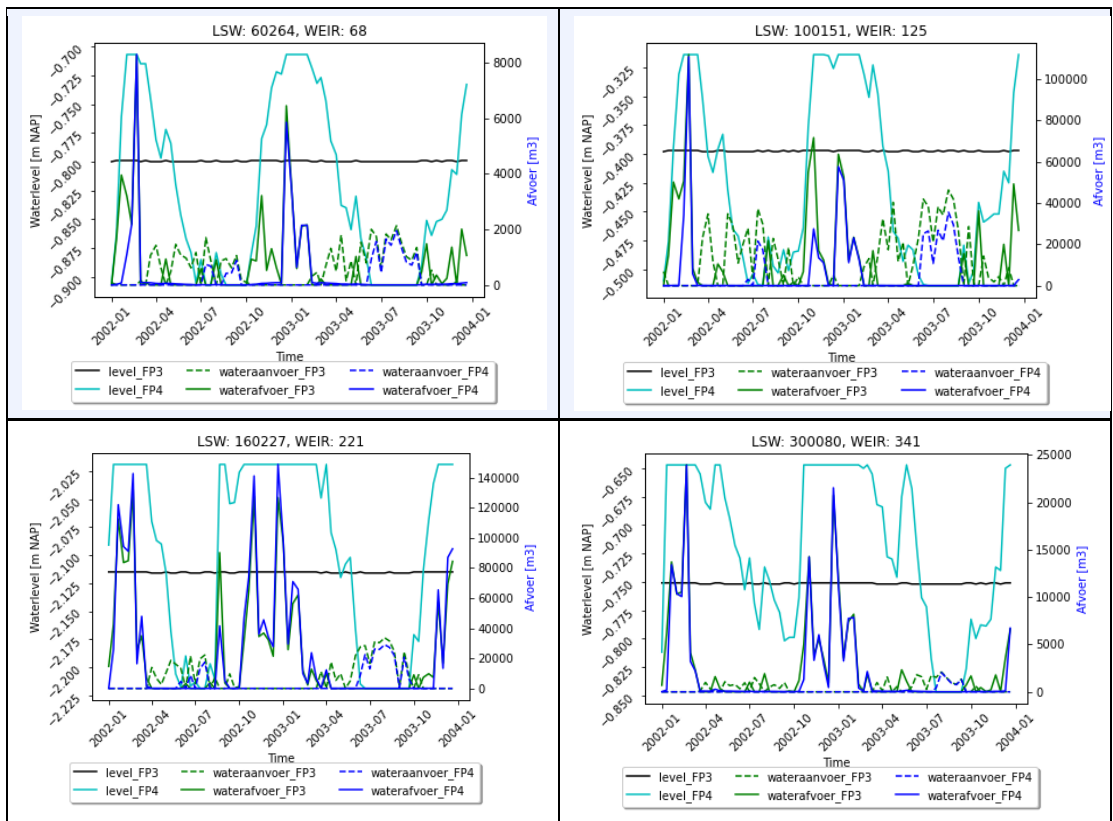 LSW: 60264, WEIR: 68
−0.700
−0.725
−0.750
−0.775
−0.800
−0.825
−0.850
−0.875
−0.900
Waterlevel [m NAP]
8000
6000
4000
2000
0
Afvoer [m3]
2002-01 2002-04 2002-07 2002-10 2003-01 2003-04 2003-07 2003-10 2004-01
Time
level_FP3 wateraanvoer_FP3 wateraanvoer_FP4
level_FP4 waterafvoer_FP3 waterafvoer_FP4
LSW: 100151, WEIR: 125
−0.325
−0.350
−0.375
−0.400
−0.425
−0.450
−0.475
−0.500
Waterlevel [m NAP]
100000
80000
60000
40000
20000
0
Afvoer [m3]
2002-01 2002-04 2002-07 2002-10 2003-01 2003-04 2003-07 2003-10 2004-01
Time
level_FP3 wateraanvoer_FP3 wateraanvoer_FP4
level_FP4 waterafvoer_FP3 waterafvoer_FP4
LSW: 160227, WEIR: 221
−2.025
−2.050
−2.075
−2.100
−2.125
−2.150
−2.175
−2.200
−2.225
Waterlevel [m NAP]
140000
120000
100000
80000
60000
40000
20000
0
Afvoer [m3]
2002-01 2002-04 2002-07 2002-10 2003-01 2003-04 2003-07 2003-10 2004-01
Time
level_FP3 wateraanvoer_FP3 wateraanvoer_FP4
level_FP4 waterafvoer_FP3 waterafvoer_FP4
LSW: 300080, WEIR: 341
−0.650
−0.675
−0.700
−0.725
−0.750
−0.775
−0.800
−0.825
−0.850
Waterlevel [m NAP]
25000
20000
15000
10000
5000
0
Afvoer [m3]
2002-01 2002-04 2002-07 2002-10 2003-01 2003-04 2003-07 2003-10 2004-01
Time
level_FP3 wateraanvoer_FP3 wateraanvoer_FP4
level_FP4 waterafvoer_FP3 waterafvoer_FP4